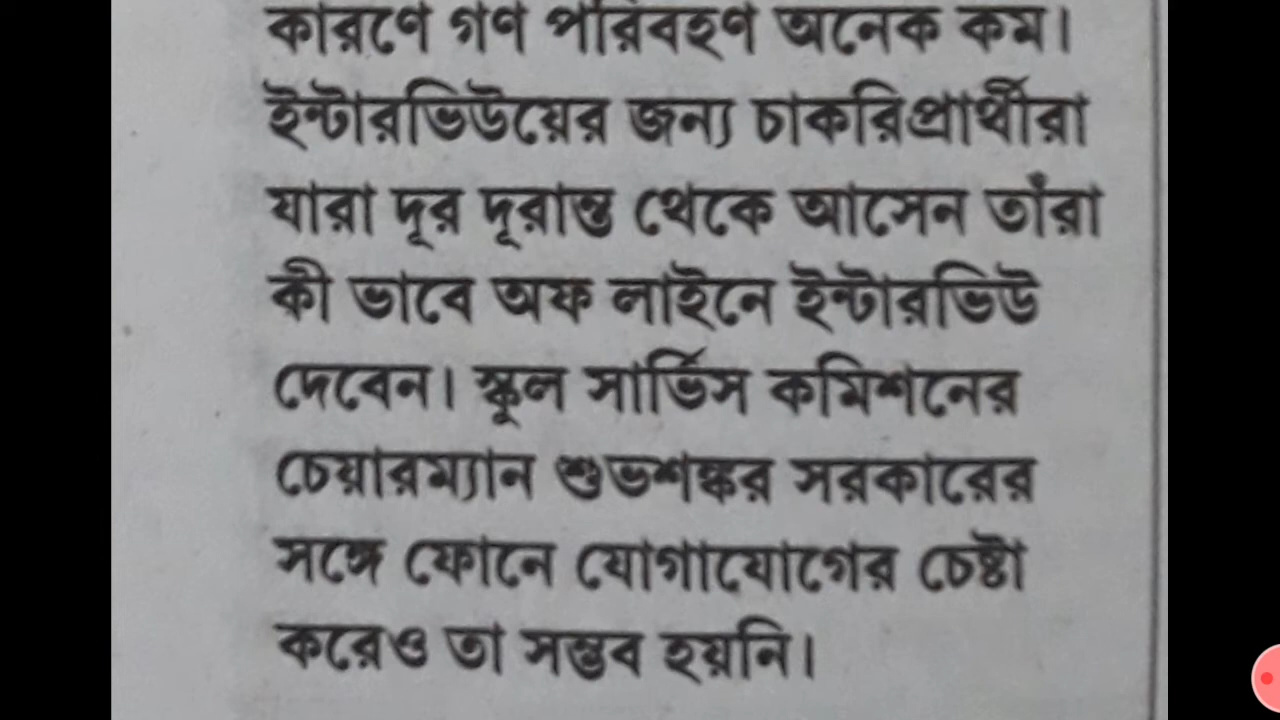 কারণে গণ পরিবহণ অনেক কম।
ইন্টারভিউয়ের জন্য চাকরিপ্রার্থীরা
যারা দূর দূরান্ত থেকে আসেন তাঁরা
কী ভাবে অফ লাইনে ইন্টারভিউ
দেবেন। স্কুল সার্ভিস কমিশনের
চেয়ারম্যান শুভশঙ্কর সরকারের
সঙ্গে ফোনে যোগাযোগের চেষ্টা
করেও তা সম্ভব হয়নি।